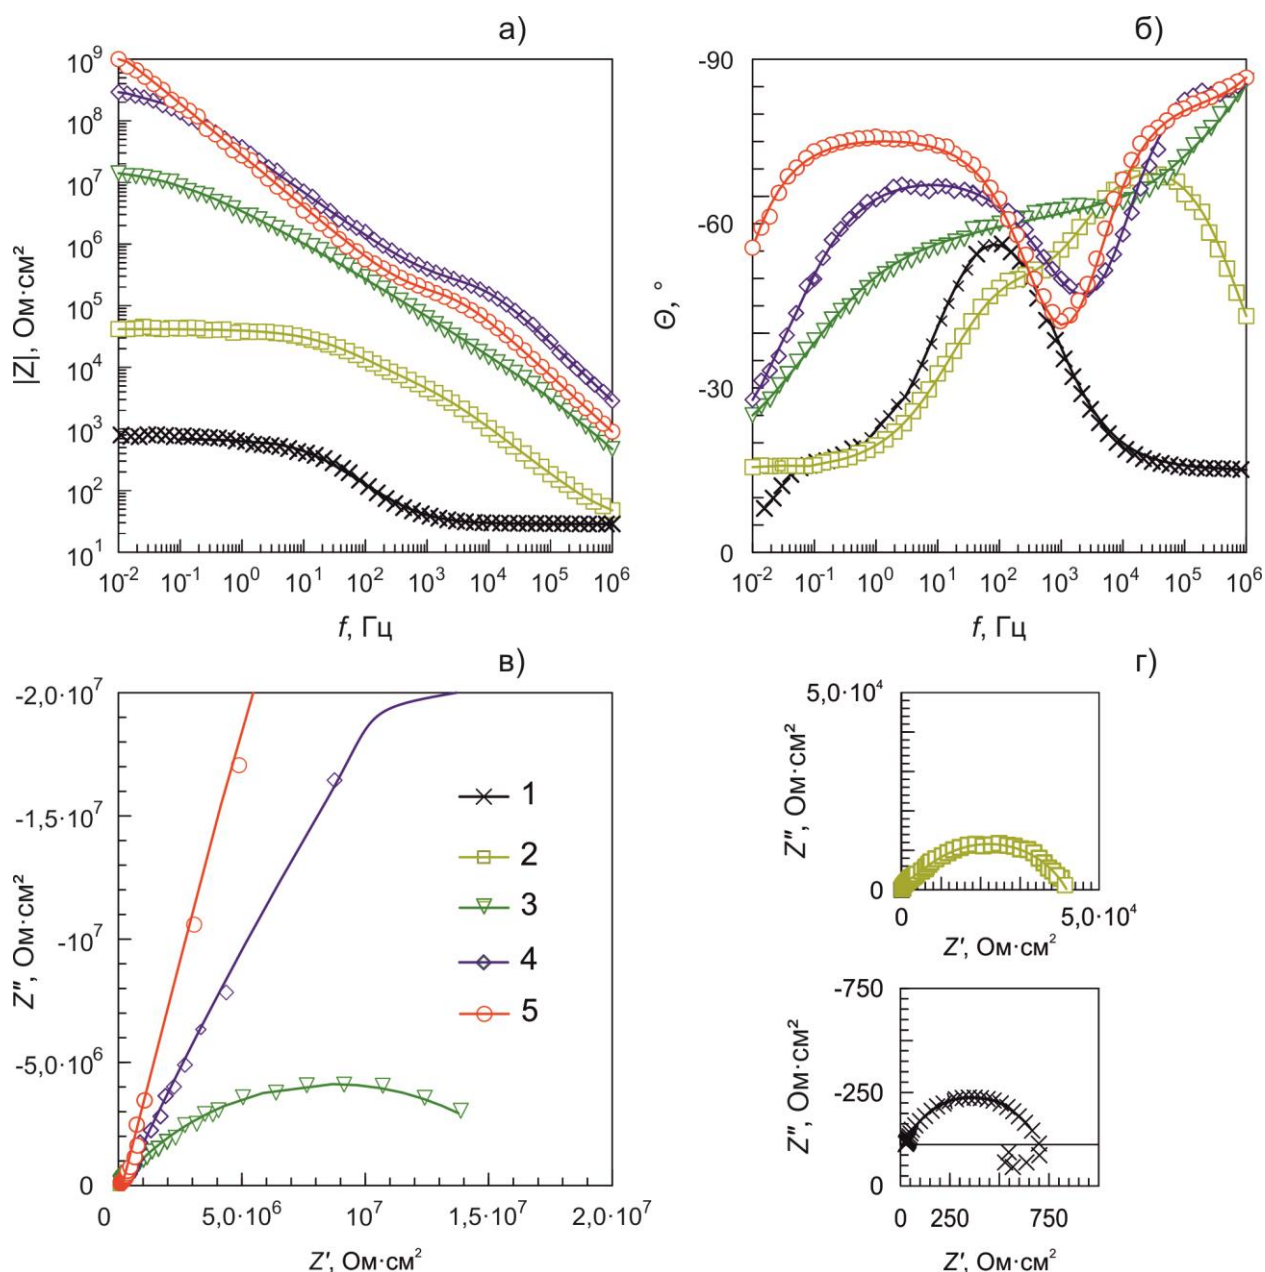 а)
|Z|, Ом·см²
10⁹
10⁸
10⁷
10⁶
10⁵
10⁴
10³
10²
10¹
10⁻² 10⁻¹ 10⁰ 10¹ 10² 10³ 10⁴ 10⁵ 10⁶
f, Гц
б)
Θ, °
-90
-60
-30
0
10⁻² 10⁻¹ 10⁰ 10¹ 10² 10³ 10⁴ 10⁵ 10⁶
f, Гц
в)
Z″, Ом·см²
-2,0·10⁷
-1,5·10⁷
-10⁷
-5,0·10⁶
0
1
2
3
4
5
0 5,0·10⁶ 10⁷ 1,5·10⁷ 2,0·10⁷
Z′, Ом·см²
г)
Z″, Ом·см²
5,0·10⁴
0
0 5,0·10⁴
Z′, Ом·см²
Z″, Ом·см²
-750
-250
0
0 250 750
Z′, Ом·см²